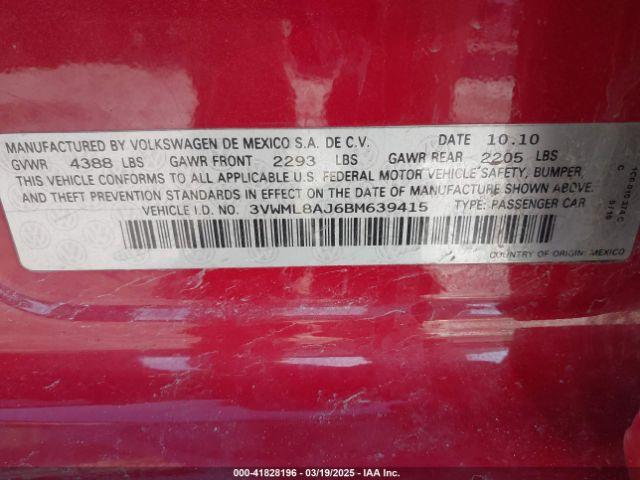 MANUFACTURED BY VOLKSWAGEN DE MEXICO S.A. DE C.V. DATE 10.10
GVWR 4388 LBS GAWR FRONT 2293 LBS GAWR REAR 2205 LBS
THIS VEHICLE CONFORMS TO ALL APPLICABLE U.S. FEDERAL MOTOR VEHICLE SAFETY, BUMPER,
AND THEFT PREVENTION STANDARDS IN EFFECT ON THE DATE OF MANUFACTURE SHOWN ABOVE.
VEHICLE I.D. NO. 3VWML8AJ6BM639415 TYPE: PASSENGER CAR
COUNTRY OF ORIGIN: MEXICO
000-41828196 - 03/19/2025 - IAA Inc.